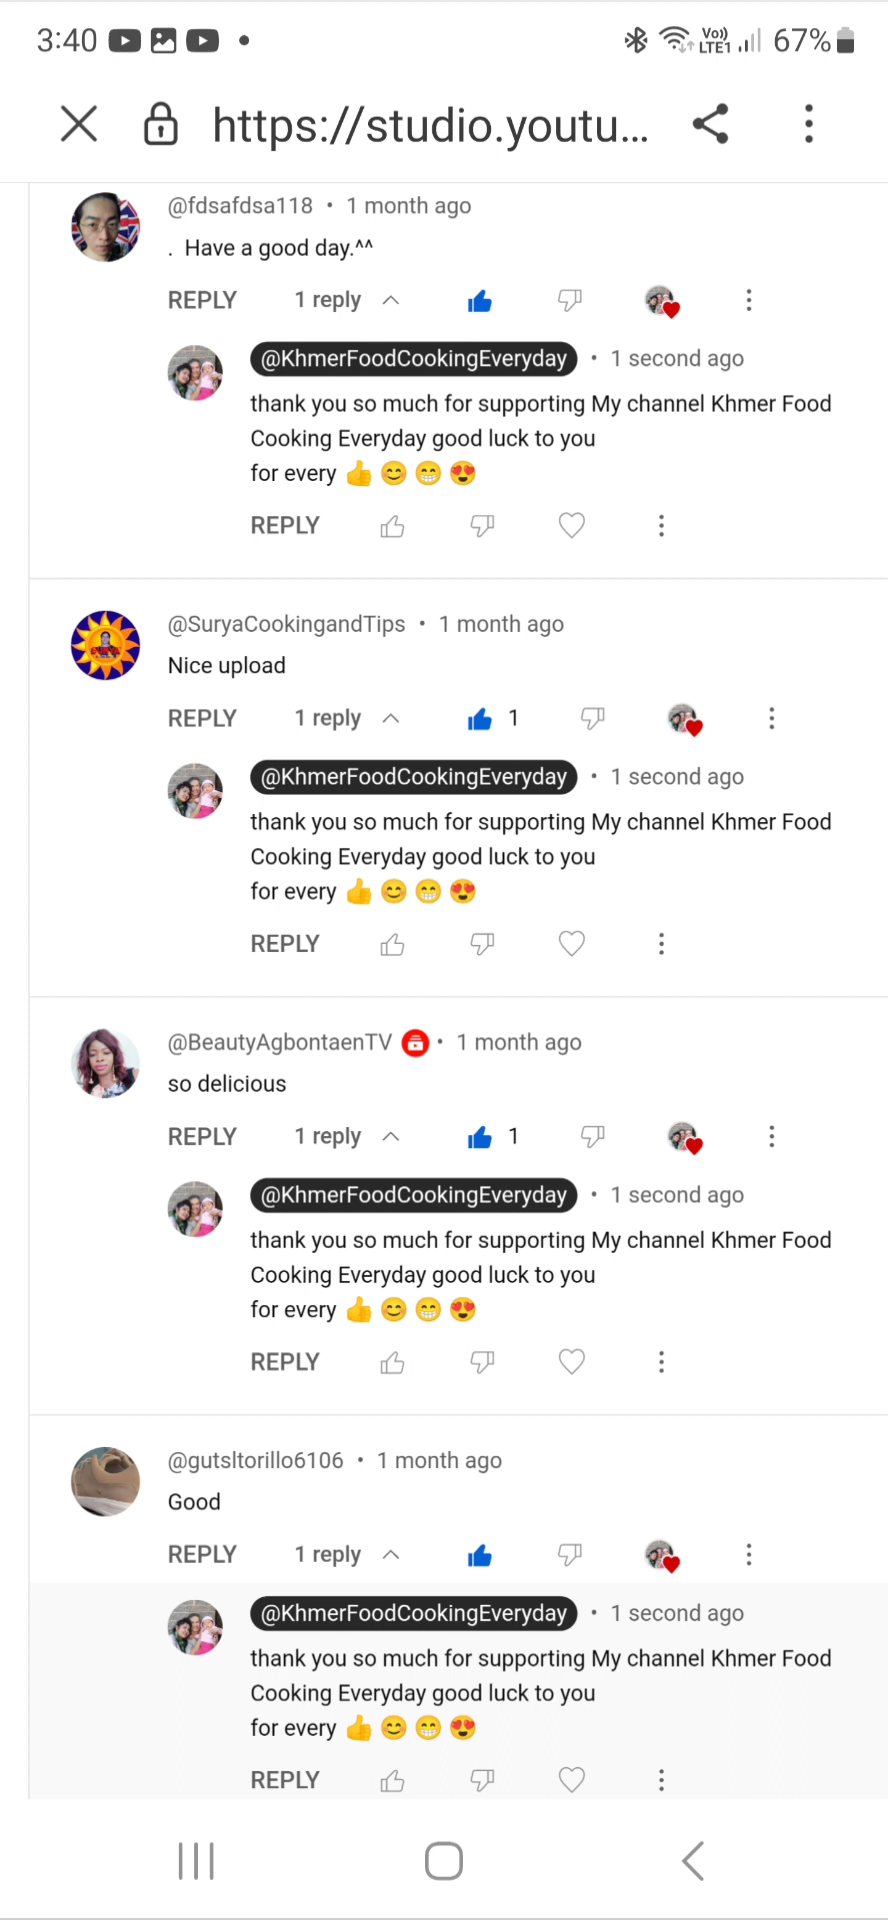 3:40 Vo)) LTE1 67%
https://studio.youtu...
@fdsafdsa118 • 1 month ago
. Have a good day.^^
REPLY 1 reply
@KhmerFoodCookingEveryday • 1 second ago
thank you so much for supporting My channel Khmer Food
Cooking Everyday good luck to you
for every 👍 😊 😁 😍
REPLY
@SuryaCookingandTips • 1 month ago
Nice upload
REPLY 1 reply 1
@KhmerFoodCookingEveryday • 1 second ago
thank you so much for supporting My channel Khmer Food
Cooking Everyday good luck to you
for every 👍 😊 😁 😍
REPLY
@BeautyAgbontaenTV • 1 month ago
so delicious
REPLY 1 reply 1
@KhmerFoodCookingEveryday • 1 second ago
thank you so much for supporting My channel Khmer Food
Cooking Everyday good luck to you
for every 👍 😊 😁 😍
REPLY
@gutsltorillo6106 • 1 month ago
Good
REPLY 1 reply
@KhmerFoodCookingEveryday • 1 second ago
thank you so much for supporting My channel Khmer Food
Cooking Everyday good luck to you
for every 👍 😊 😁 😍
REPLY